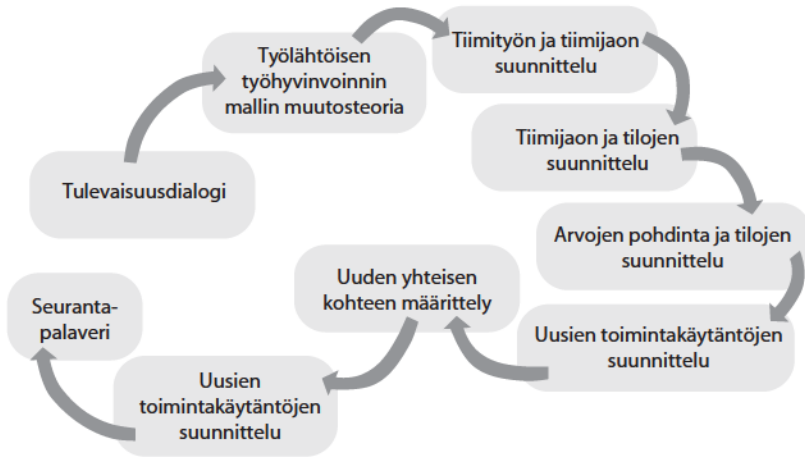 Tulevaisuusdialogi
Työlähtöisen
työhyvinvoinnin
mallin muutosteoria
Tiimityön ja tiimijaon
suunnittelu
Tiimijaon ja tilojen
suunnittelu
Arvojen pohdinta ja tilojen
suunnittelu
Uusien toimintakäytäntöjen
suunnittelu
Uuden yhteisen
kohteen määrittely
Uusien
toimintakäytäntöjen
suunnittelu
Seuranta-
palaveri